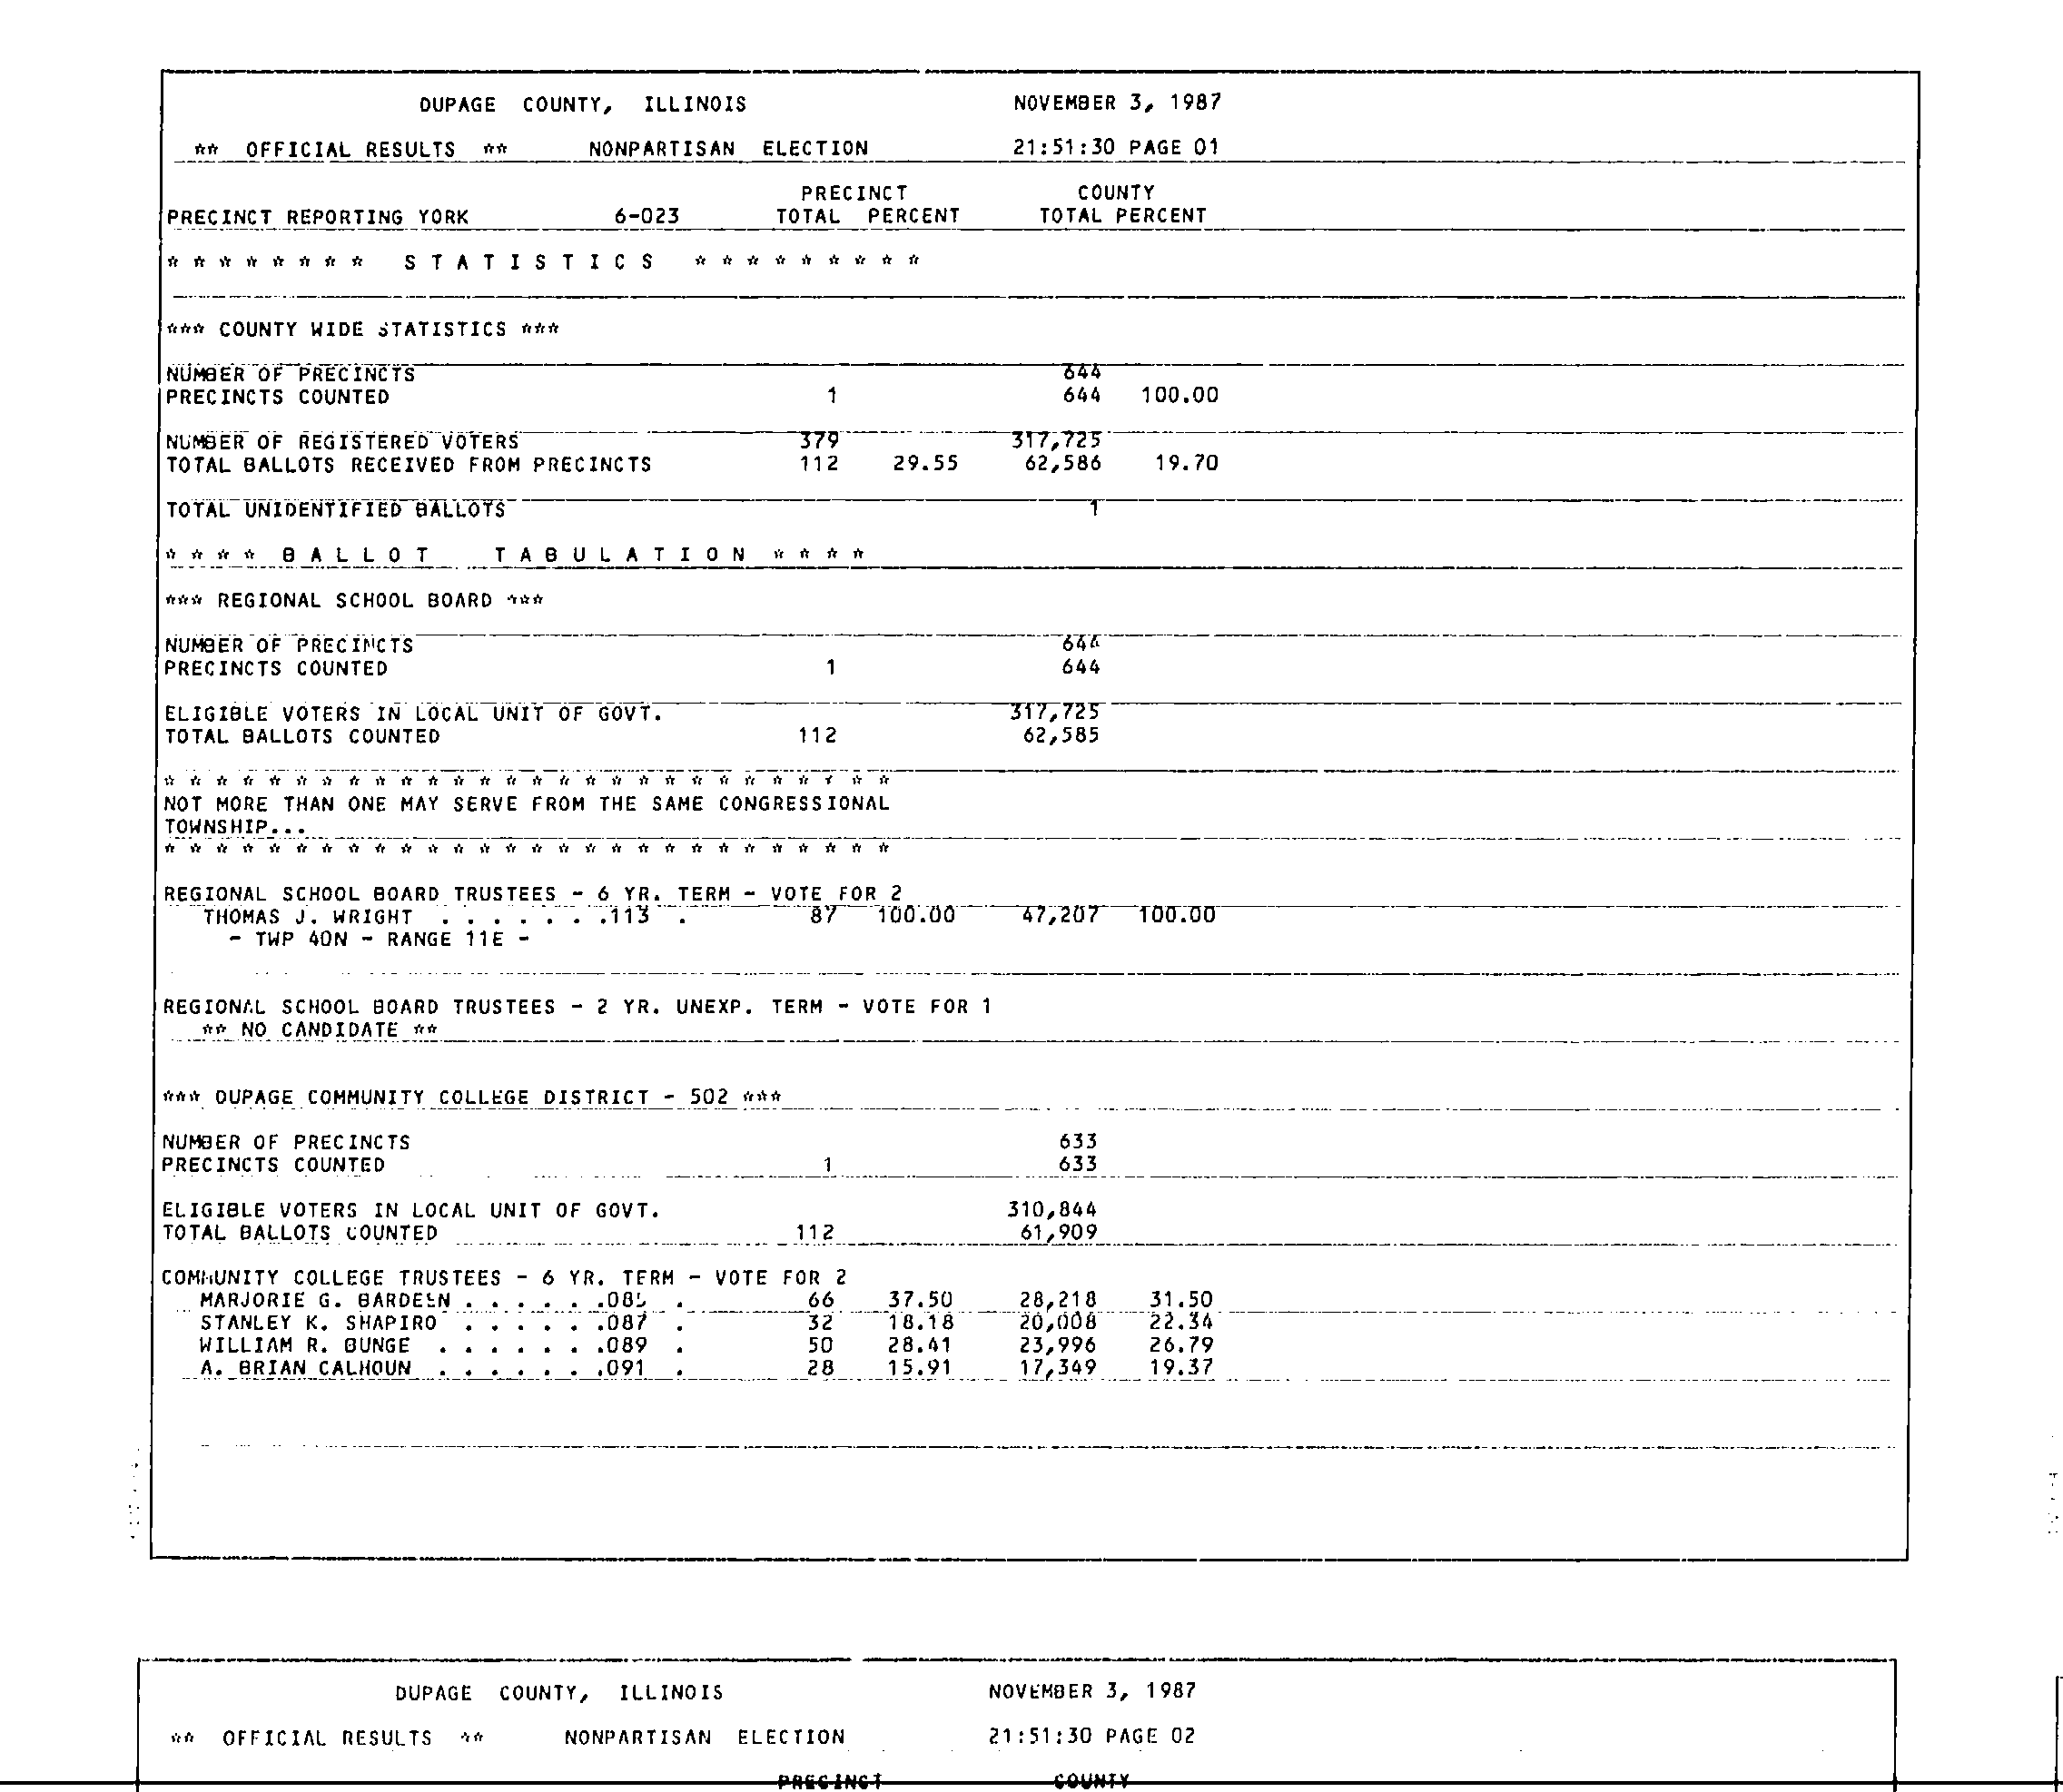 DUPAGE COUNTY, ILLINOIS NOVEMBER 3, 1987
** OFFICIAL RESULTS ** NONPARTISAN ELECTION 21:51:30 PAGE 01
PRECINCT COUNTY
PRECINCT REPORTING YORK 6-023 TOTAL PERCENT TOTAL PERCENT
* * * * * * * * S T A T I S T I C S * * * * * * * * *
*** COUNTY WIDE STATISTICS ***
NUMBER OF PRECINCTS 644
PRECINCTS COUNTED 1 644 100.00
NUMBER OF REGISTERED VOTERS 379 317,725
TOTAL BALLOTS RECEIVED FROM PRECINCTS 112 29.55 62,586 19.70
TOTAL UNIDENTIFIED BALLOTS 1
* * * * B A L L O T T A B U L A T I O N * * * *
*** REGIONAL SCHOOL BOARD ***
NUMBER OF PRECINCTS 644
PRECINCTS COUNTED 1 644
ELIGIBLE VOTERS IN LOCAL UNIT OF GOVT. 317,725
TOTAL BALLOTS COUNTED 112 62,585
* * * * * * * * * * * * * * * * * * * * * * * * * * * *
NOT MORE THAN ONE MAY SERVE FROM THE SAME CONGRESSIONAL
TOWNSHIP...
* * * * * * * * * * * * * * * * * * * * * * * * * * * *
REGIONAL SCHOOL BOARD TRUSTEES - 6 YR. TERM - VOTE FOR 2
THOMAS J. WRIGHT . . . . . . .113 . 87 100.00 47,207 100.00
- TWP 40N - RANGE 11E -
REGIONAL SCHOOL BOARD TRUSTEES - 2 YR. UNEXP. TERM - VOTE FOR 1
** NO CANDIDATE **
*** DUPAGE COMMUNITY COLLEGE DISTRICT - 502 ***
NUMBER OF PRECINCTS 633
PRECINCTS COUNTED 1 633
ELIGIBLE VOTERS IN LOCAL UNIT OF GOVT. 310,844
TOTAL BALLOTS COUNTED 112 61,909
COMMUNITY COLLEGE TRUSTEES - 6 YR. TERM - VOTE FOR 2
MARJORIE G. BARDEEN . . . . . . 66 37.50 28,218 31.50
STANLEY K. SHAPIRO . . . . . .087 . 32 18.18 20,008 22.34
WILLIAM R. BUNGE . . . . . . .089 . 50 28.41 23,996 26.79
A. BRIAN CALHOUN . . . . . . .091 . 28 15.91 17,349 19.37
DUPAGE COUNTY, ILLINOIS NOVEMBER 3, 1987
** OFFICIAL RESULTS ** NONPARTISAN ELECTION 21:51:30 PAGE 02
PRECINCT COUNTY